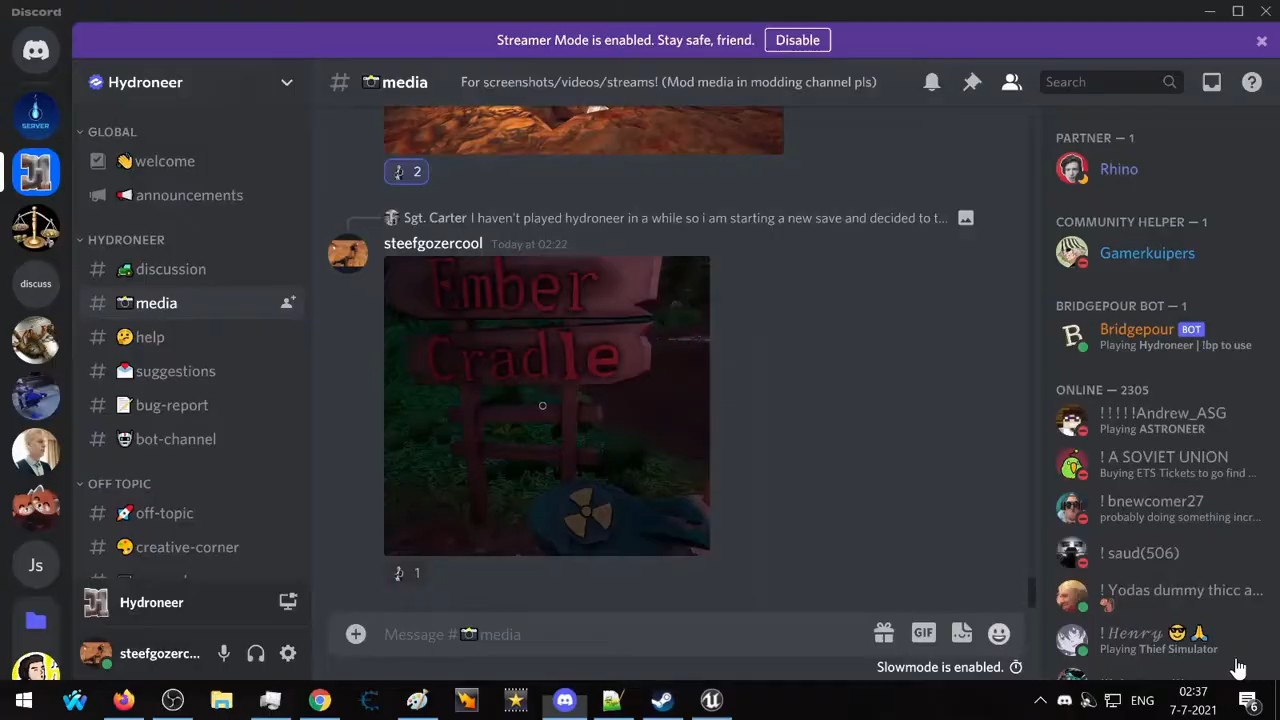 Discord
Streamer Mode is enabled. Stay safe, friend.
Disable
SERVER
discuss
Js
Hydroneer
GLOBAL
welcome
announcements
HYDRONEER
discussion
media
help
suggestions
bug-report
bot-channel
OFF TOPIC
off-topic
creative-corner
Hydroneer
steefgozerc...
media
For screenshots/videos/streams! (Mod media in modding channel pls)
Search
2
Sgt. Carter I haven't played hydroneer in a while so i am starting a new save and decided to t...
steefgozercool Today at 02:22
Ember
Cradle
1
Message # media
GIF
Slowmode is enabled.
PARTNER — 1
Rhino
COMMUNITY HELPER — 1
Gamerkuipers
BRIDGEPOUR BOT — 1
Bridgepour BOT
Playing Hydroneer | !bp to use
ONLINE — 2305
! ! ! ! !Andrew_ASG
Playing ASTRONEER
! A SOVIET UNION
Buying ETS Tickets to go find ...
! bnewcomer27
probably doing something incr...
! saud(506)
! Yodas dummy thicc a...
! 𝓗𝓮𝓷𝓻𝔂 😎 🙏
Playing Thief Simulator
ENG
02:37
7-7-2021
6